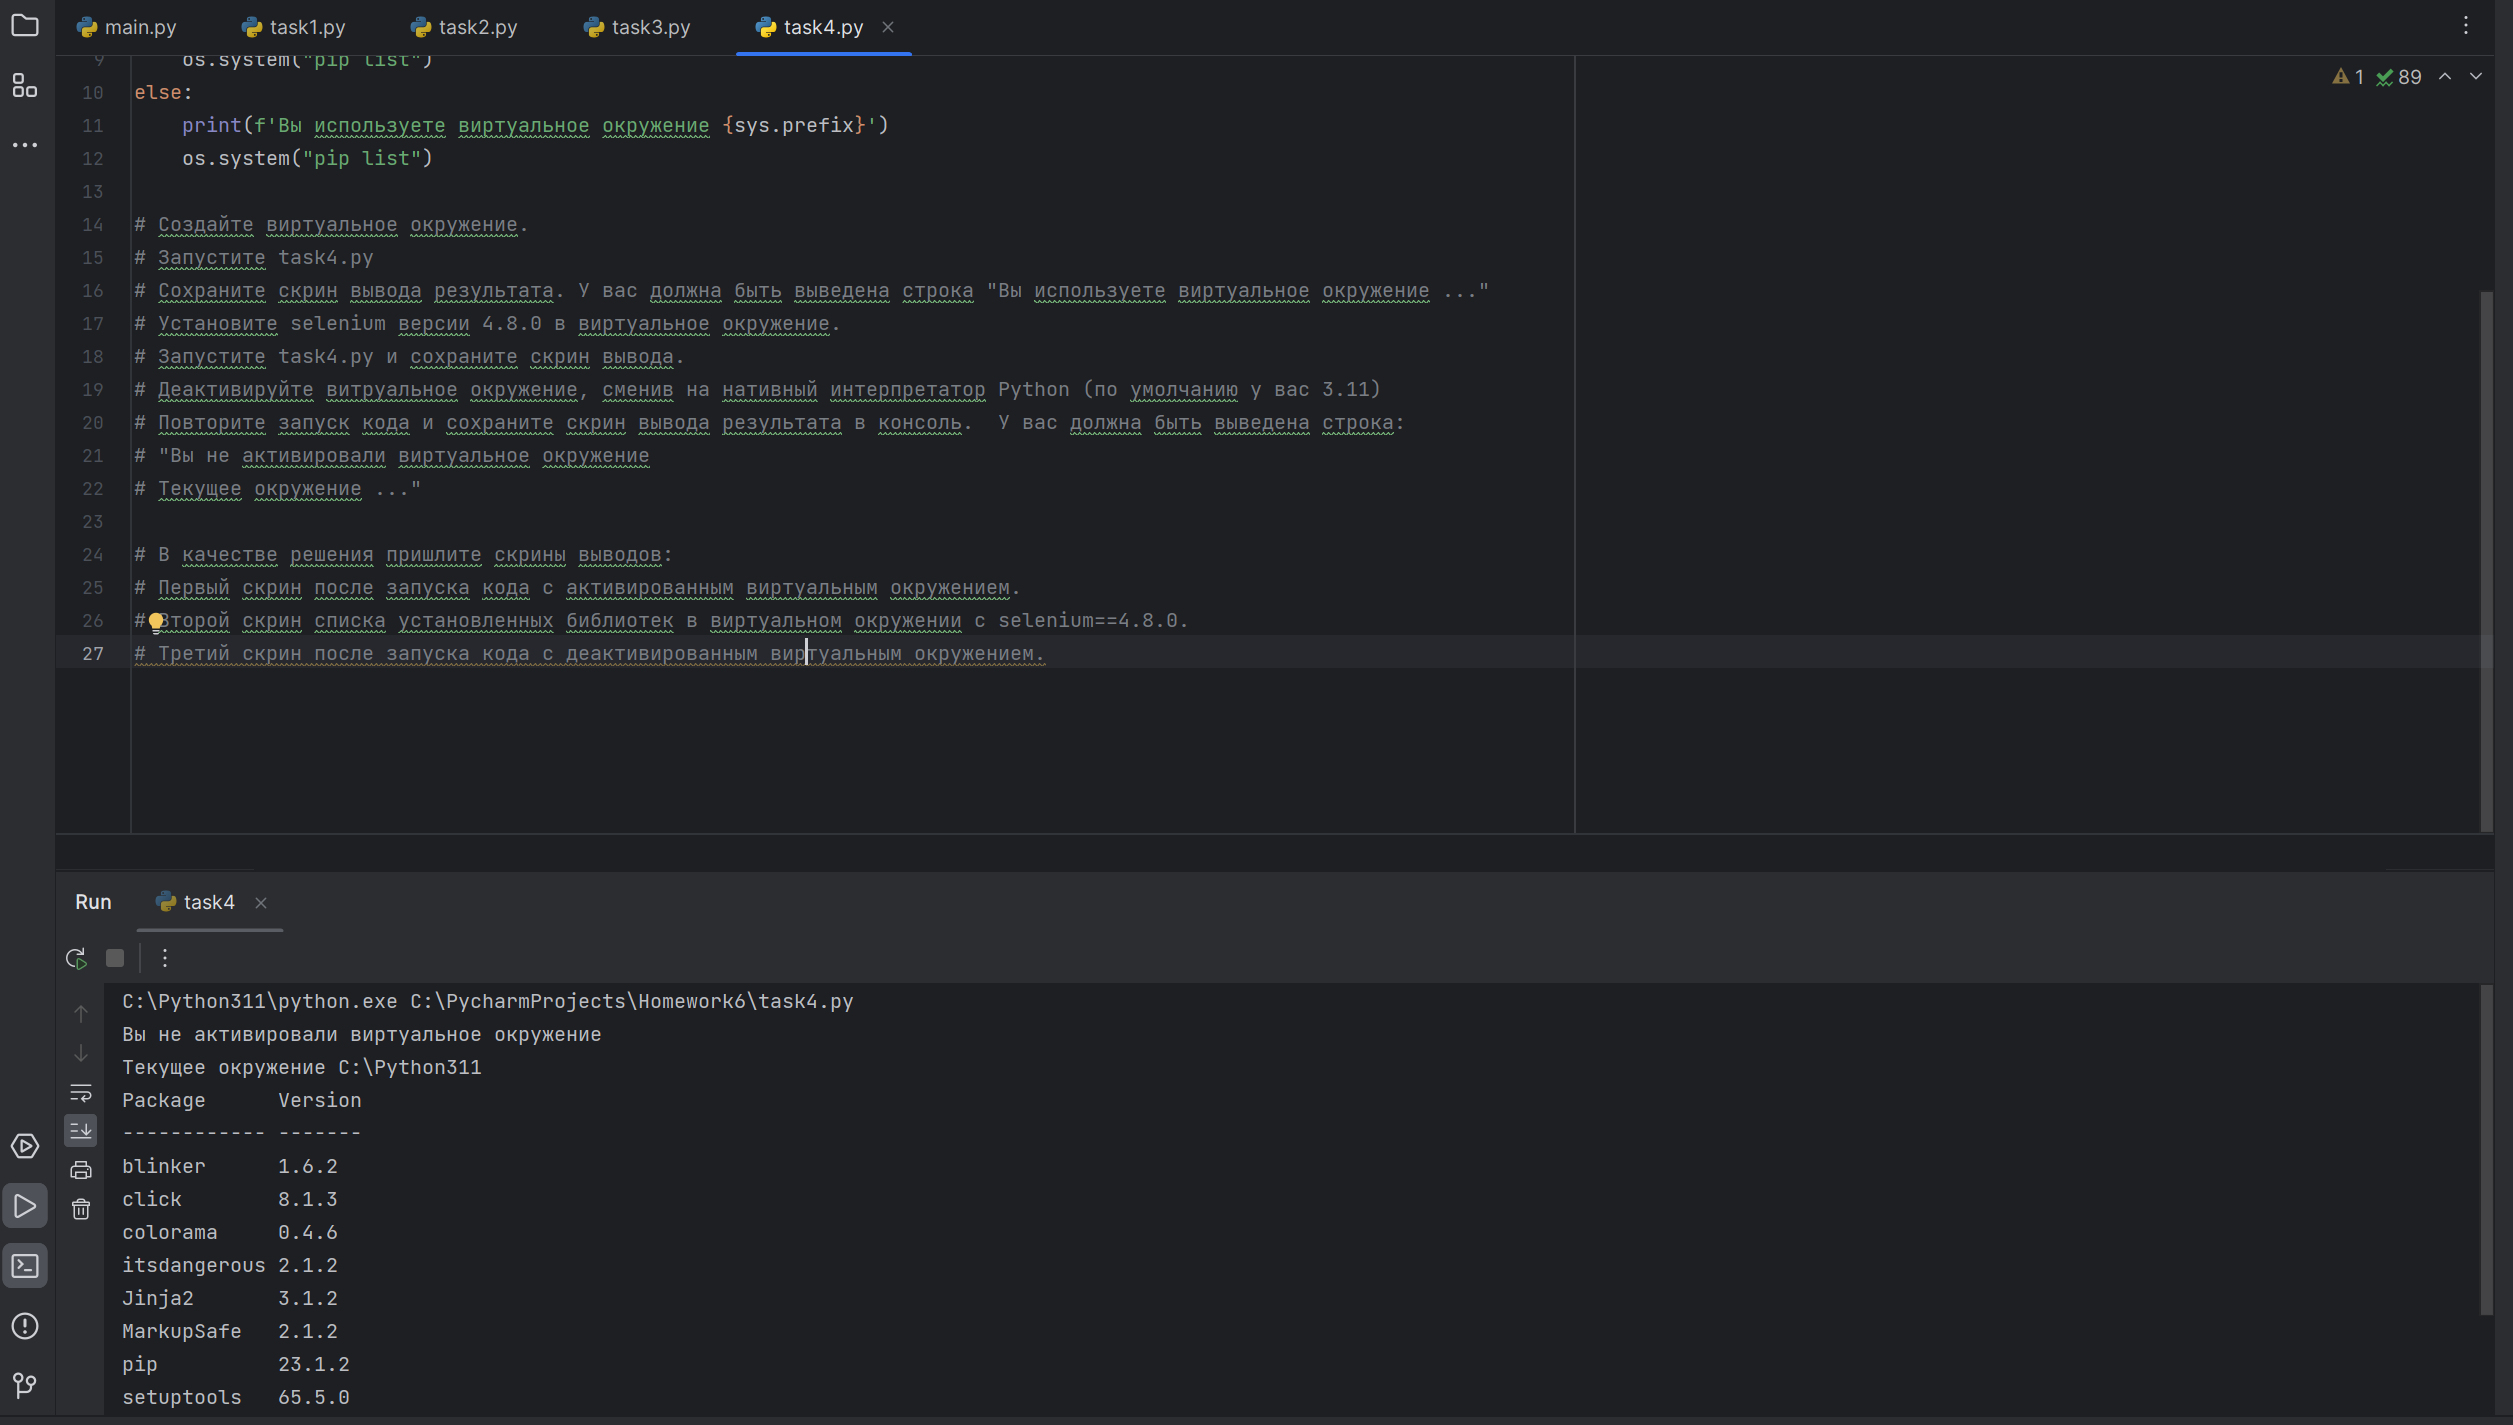 main.py task1.py task2.py task3.py task4.py
9 os.system("pip list")
1 89
10 else:
11 print(f'Вы используете виртуальное окружение {sys.prefix}')
12 os.system("pip list")
13
14 # Создайте виртуальное окружение.
15 # Запустите task4.py
16 # Сохраните скрин вывода результата. У вас должна быть выведена строка "Вы используете виртуальное окружение ..."
17 # Установите selenium версии 4.8.0 в виртуальное окружение.
18 # Запустите task4.py и сохраните скрин вывода.
19 # Деактивируйте витруальное окружение, сменив на нативный интерпретатор Python (по умолчанию у вас 3.11)
20 # Повторите запуск кода и сохраните скрин вывода результата в консоль.  У вас должна быть выведена строка:
21 # "Вы не активировали виртуальное окружение
22 # Текущее окружение ..."
23
24 # В качестве решения пришлите скрины выводов:
25 # Первый скрин после запуска кода с активированным виртуальным окружением.
26 # Второй скрин списка установленных библиотек в виртуальном окружении с selenium==4.8.0.
27 # Третий скрин после запуска кода с деактивированным виртуальным окружением.
Run task4
C:\Python311\python.exe C:\PycharmProjects\Homework6\task4.py
Вы не активировали виртуальное окружение
Текущее окружение C:\Python311
Package      Version
------------ -------
blinker      1.6.2
click        8.1.3
colorama     0.4.6
itsdangerous 2.1.2
Jinja2       3.1.2
MarkupSafe   2.1.2
pip          23.1.2
setuptools   65.5.0